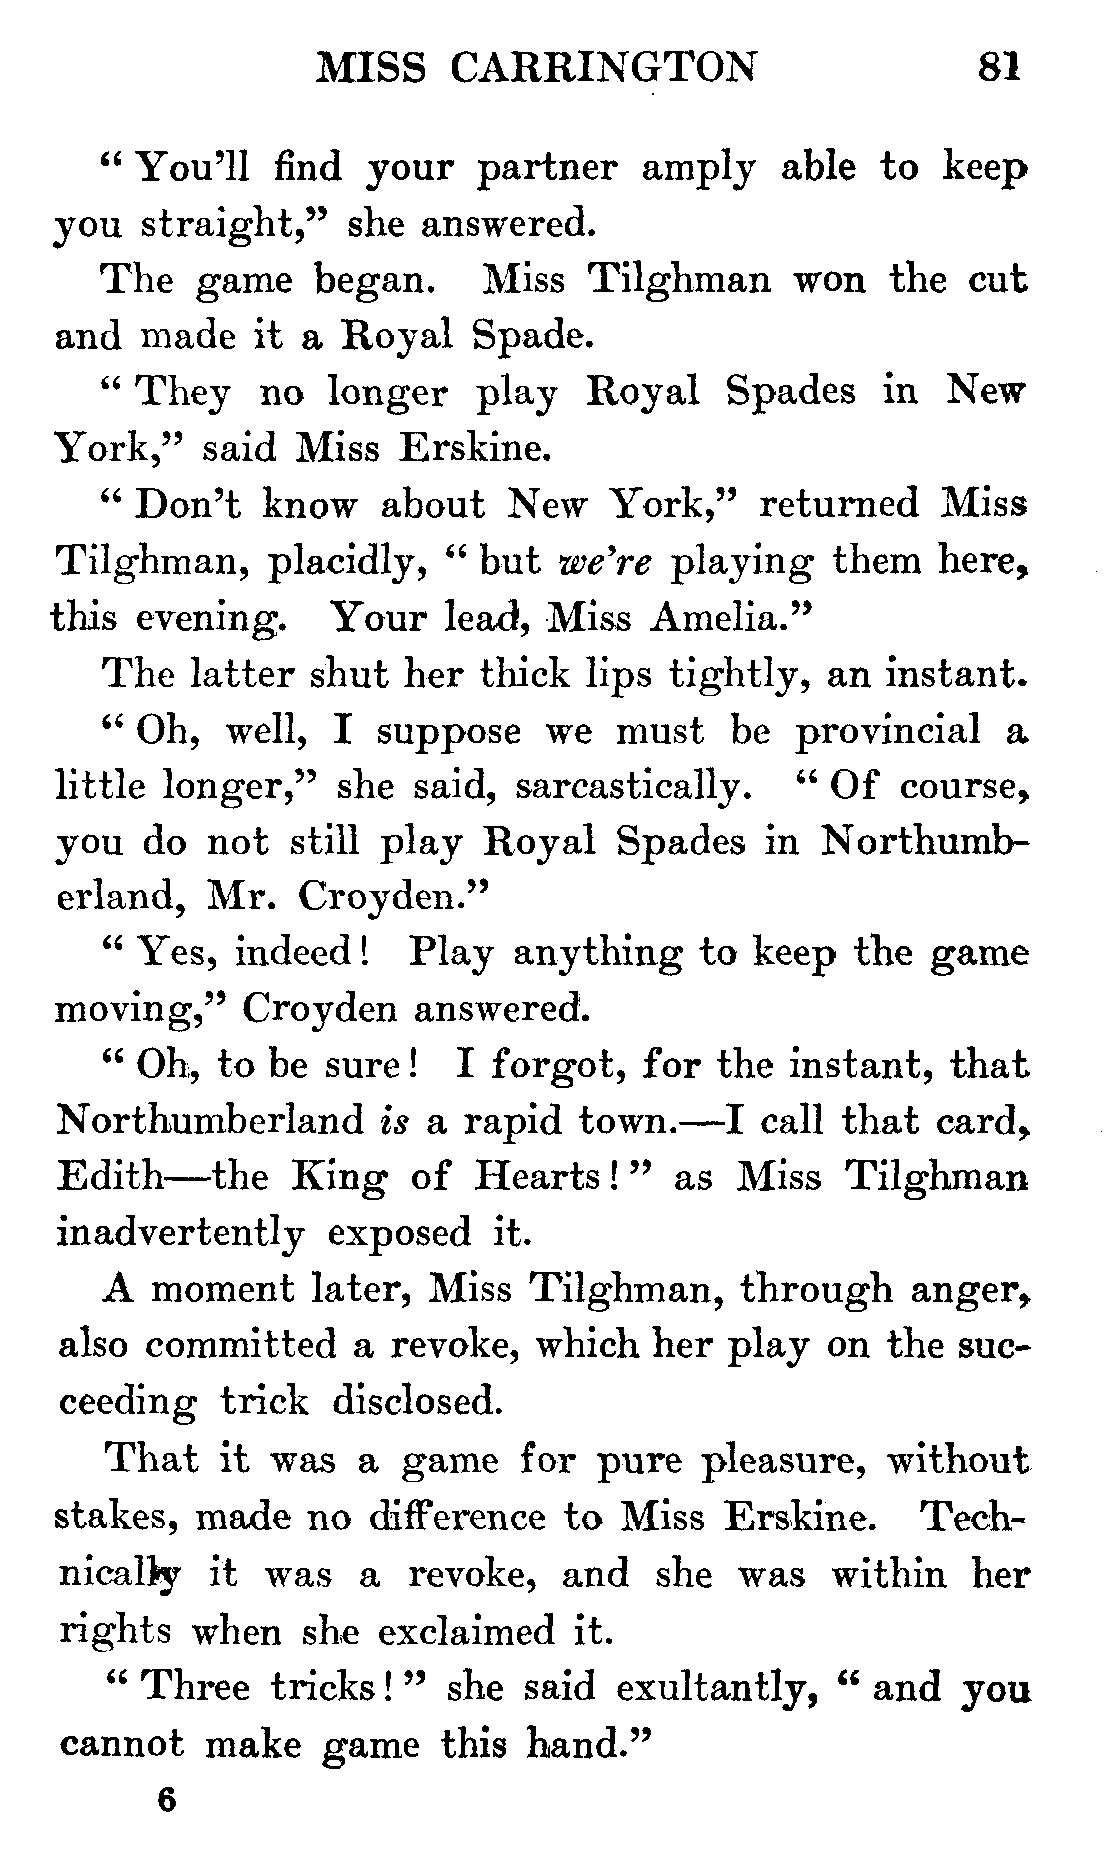 MISS CARRINGTON 81
“ You’ll find your partner amply able to keep
you straight,” she answered.
The game began. Miss Tilghman won the cut
and made it a Royal Spade.
“ They no longer play Royal Spades in New
York,” said Miss Erskine.
“ Don’t know about New York,” returned Miss
Tilghman, placidly, “ but we’re playing them here,
this evening. Your lead, Miss Amelia.”
The latter shut her thick lips tightly, an instant.
“ Oh, well, I suppose we must be provincial a
little longer,” she said, sarcastically. “ Of course,
you do not still play Royal Spades in Northumb-
erland, Mr. Croyden.”
“ Yes, indeed! Play anything to keep the game
moving,” Croyden answered.
“ Oh, to be sure! I forgot, for the instant, that
Northumberland is a rapid town.—I call that card,
Edith—the King of Hearts! ” as Miss Tilghman
inadvertently exposed it.
A moment later, Miss Tilghman, through anger,
also committed a revoke, which her play on the suc-
ceeding trick disclosed.
That it was a game for pure pleasure, without
stakes, made no difference to Miss Erskine. Tech-
nically it was a revoke, and she was within her
rights when she exclaimed it.
“ Three tricks! ” she said exultantly, “ and you
cannot make game this hand.”
6